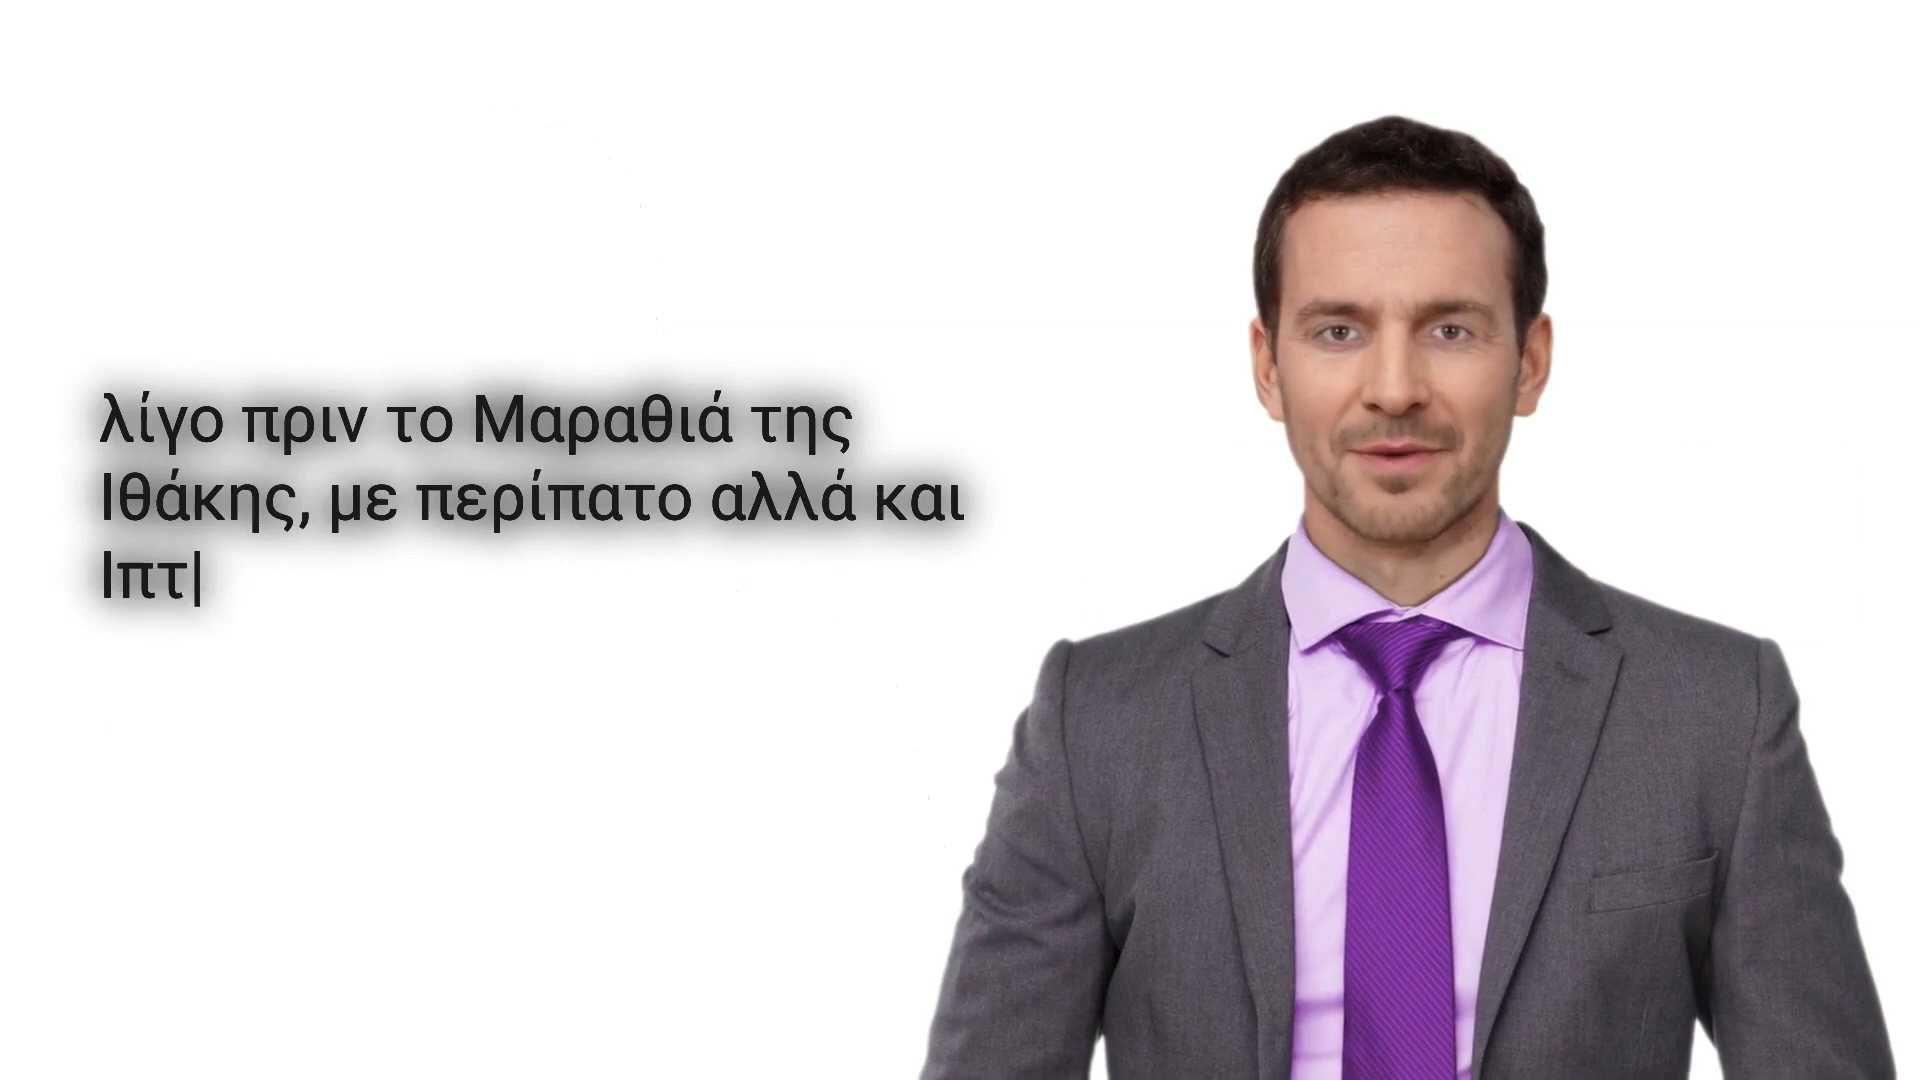 λίγο πριν το Μαραθιά της
Ιθάκης, με περίπατο αλλά και
Ιπτ|